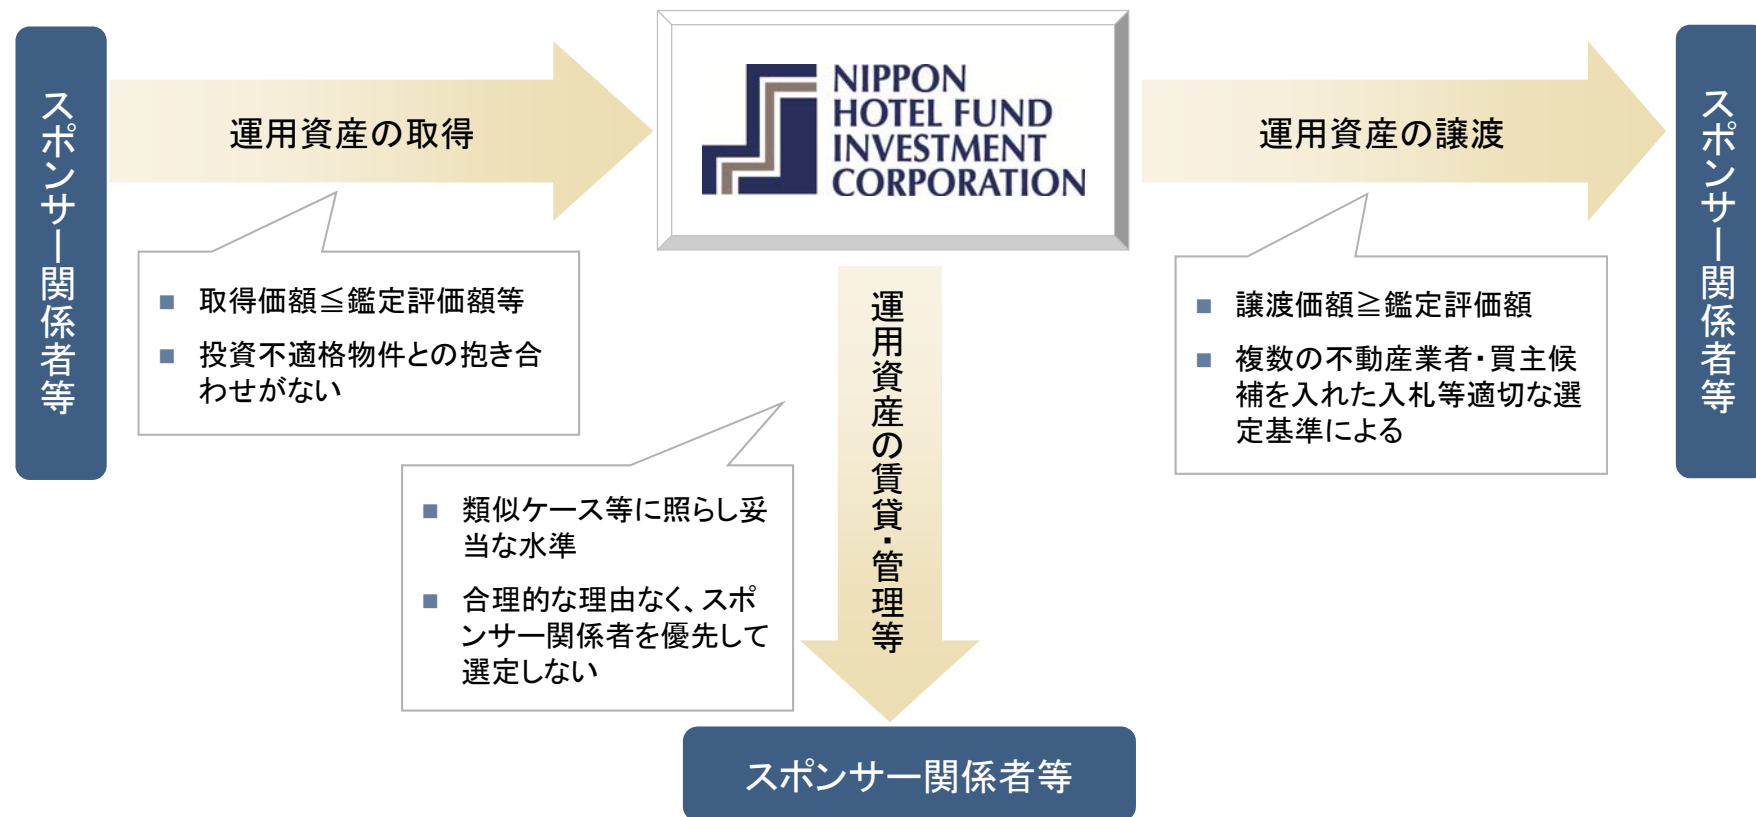 スポンサー関係者等
運用資産の取得
NIPPON
HOTEL FUND
INVESTMENT
CORPORATION
運用資産の譲渡
スポンサー関係者等
■ 取得価額≦鑑定評価額等
■ 投資不適格物件との抱き合
わせがない
運用資産の賃貸・管理等
■ 譲渡価額≧鑑定評価額
■ 複数の不動産業者・買主候
補を入れた入札等適切な選
定基準による
■ 類似ケース等に照らし妥
当な水準
■ 合理的な理由なく、スポ
ンサー関係者を優先して
選定しない
スポンサー関係者等